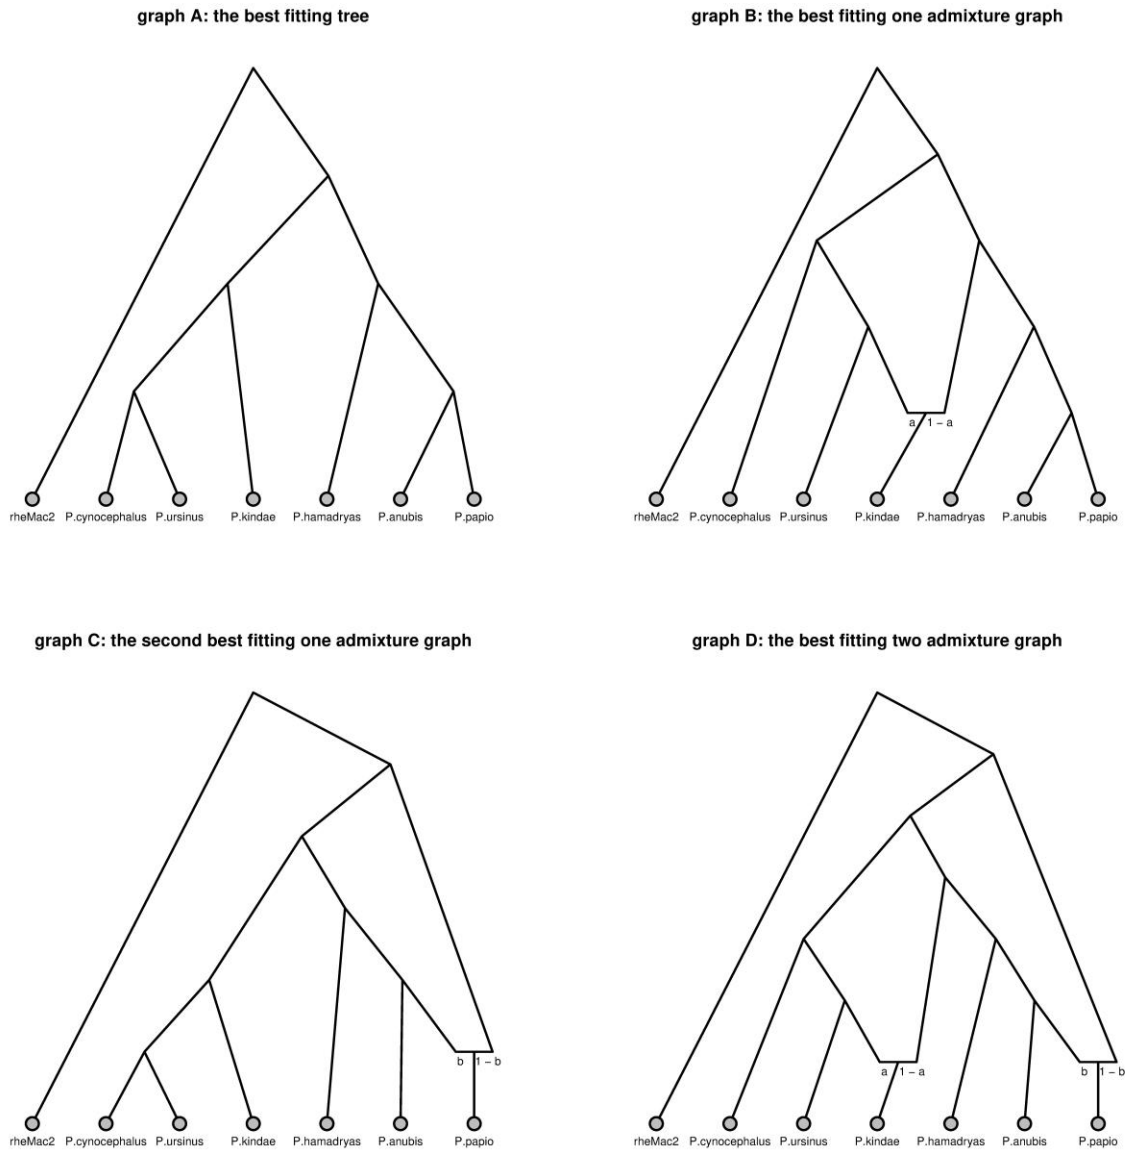 graph A: the best fitting tree
graph B: the best fitting one admixture graph
a 1 – a
rheMac2 P.cynocephalus P.ursinus P.kindae P.hamadryas P.anubis P.papio
rheMac2 P.cynocephalus P.ursinus P.kindae P.hamadryas P.anubis P.papio
graph C: the second best fitting one admixture graph
graph D: the best fitting two admixture graph
b 1 – b
a 1 – a
b 1 – b
rheMac2 P.cynocephalus P.ursinus P.kindae P.hamadryas P.anubis P.papio
rheMac2 P.cynocephalus P.ursinus P.kindae P.hamadryas P.anubis P.papio